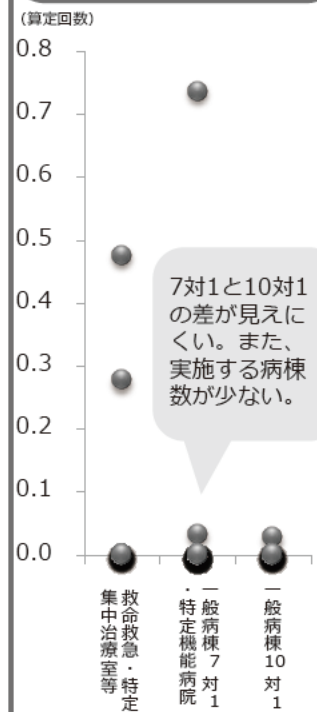 （算定回数）
0.8
0.7
0.6
0.5
0.4
0.3
0.2
0.1
0.0
7対1と10対1
の差が見えに
くい。また、
実施する病棟
数が少ない。
救命救急・特定
集中治療室等
一般病棟7対1
・特定機能病院
一般病棟10対1